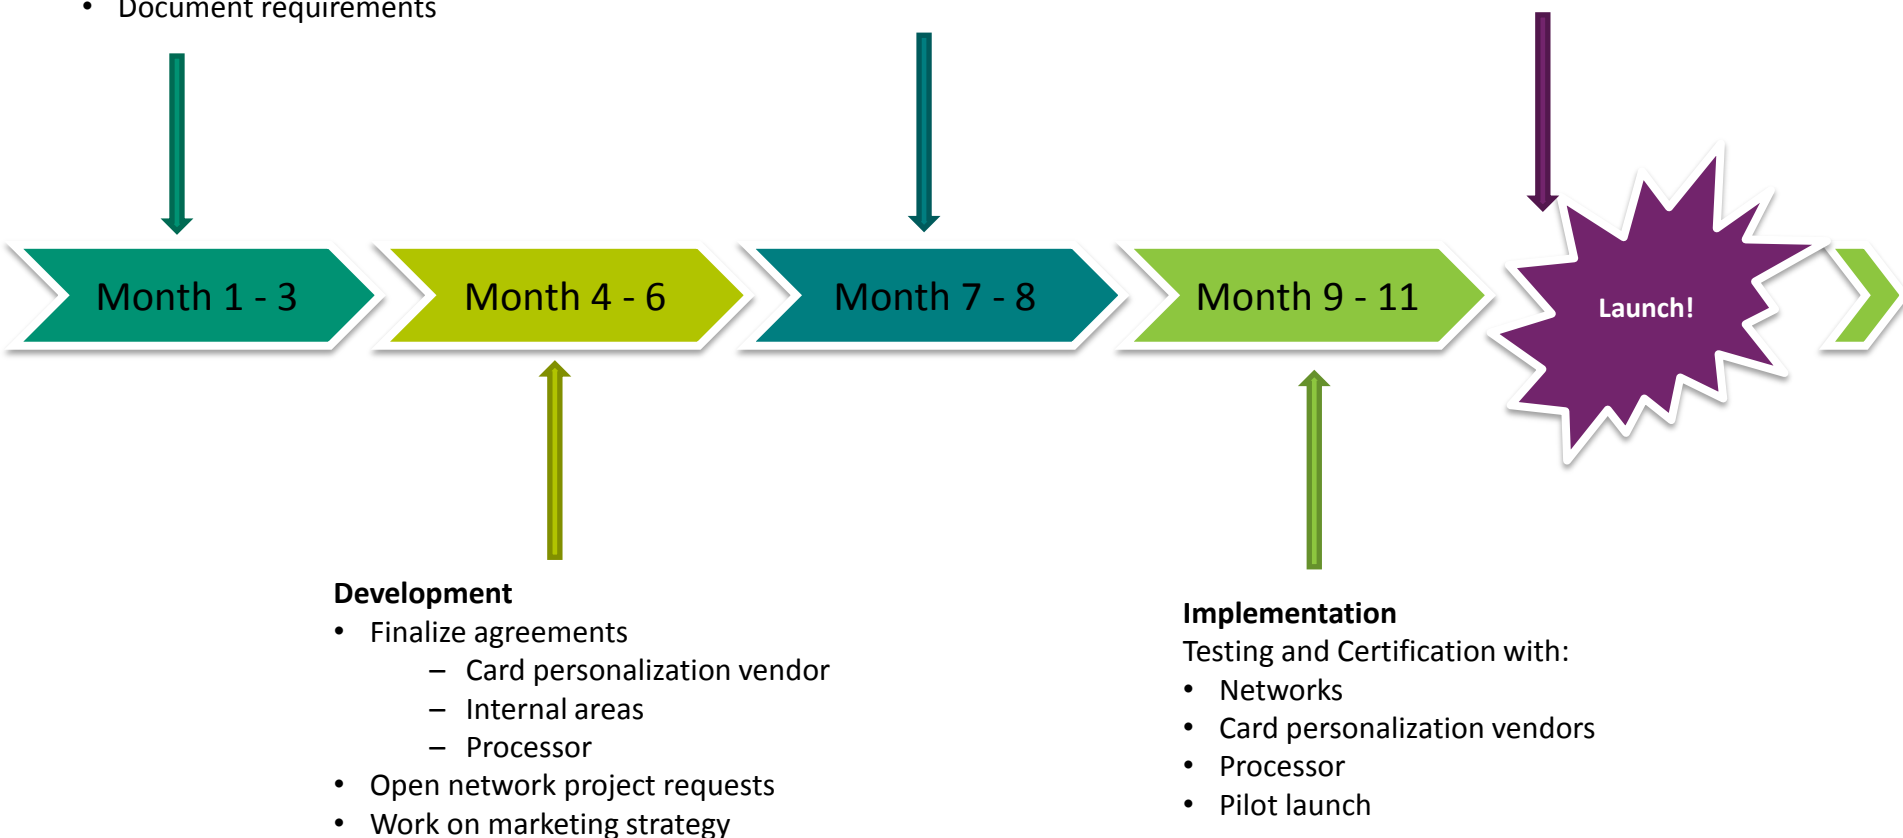 • Document requirements
Month 1 - 3
Month 4 - 6
Month 7 - 8
Month 9 - 11
Launch!
Development
• Finalize agreements
– Card personalization vendor
– Internal areas
– Processor
• Open network project requests
• Work on marketing strategy
Implementation
Testing and Certification with:
• Networks
• Card personalization vendors
• Processor
• Pilot launch